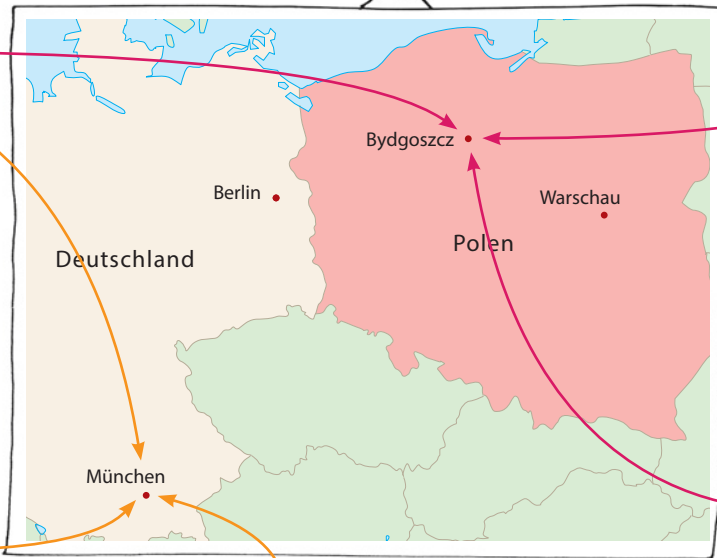 Bydgoszcz
Berlin
Warschau
Polen
Deutschland
München